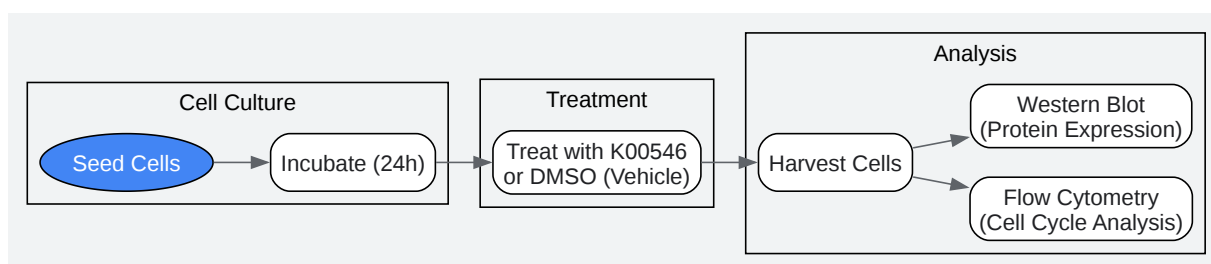 Cell Culture
Seed Cells
Incubate (24h)
Treatment
Treat with K00546
or DMSO (Vehicle)
Analysis
Harvest Cells
Western Blot
(Protein Expression)
Flow Cytometry
(Cell Cycle Analysis)